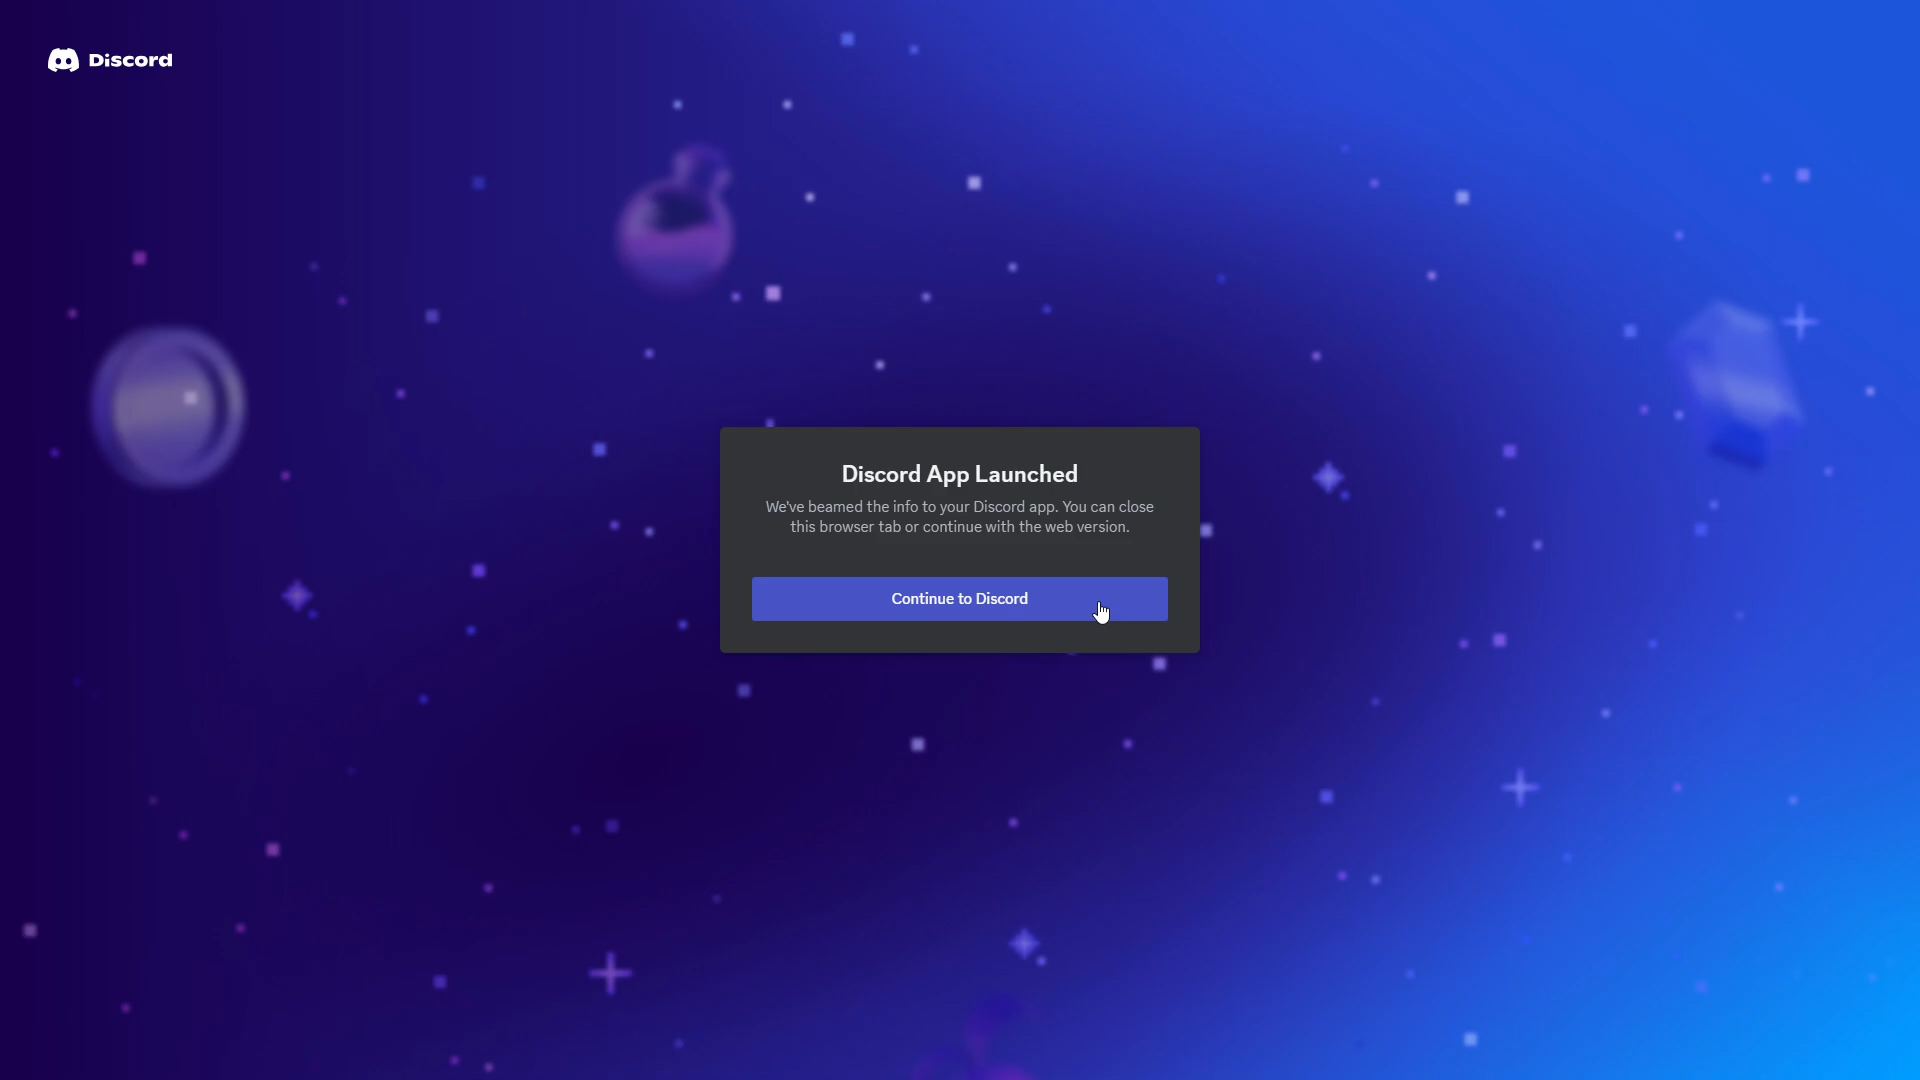 Discord
Discord App Launched
We've beamed the info to your Discord app. You can close
this browser tab or continue with the web version.
Continue to Discord